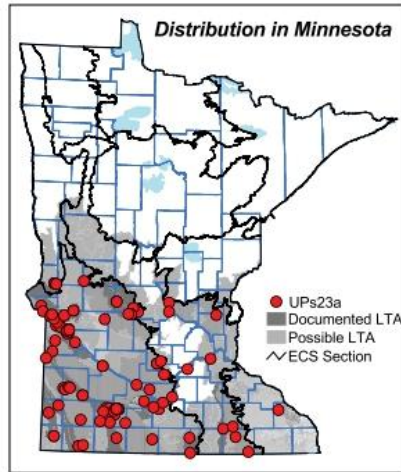 Distribution in Minnesota
UPs23a
Documented LTA
Possible LTA
ECS Section